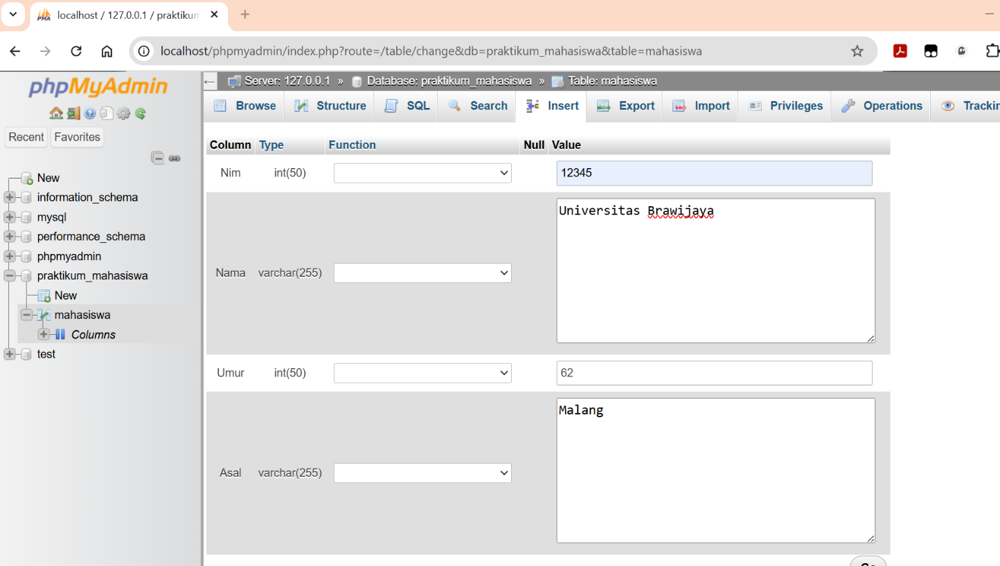 PMA localhost / 127.0.0.1 / praktikum
localhost/phpmyadmin/index.php?route=/table/change&db=praktikum_mahasiswa&table=mahasiswa
phpMyAdmin
Recent Favorites
New
information_schema
mysql
performance_schema
phpmyadmin
praktikum_mahasiswa
New
mahasiswa
Columns
test
Server: 127.0.0.1 » Database: praktikum_mahasiswa » Table: mahasiswa
Browse Structure SQL Search Insert Export Import Privileges Operations Trackin
Column Type Function Null Value
Nim int(50) 12345
Nama varchar(255) Universitas Brawijaya
Umur int(50) 62
Asal varchar(255) Malang